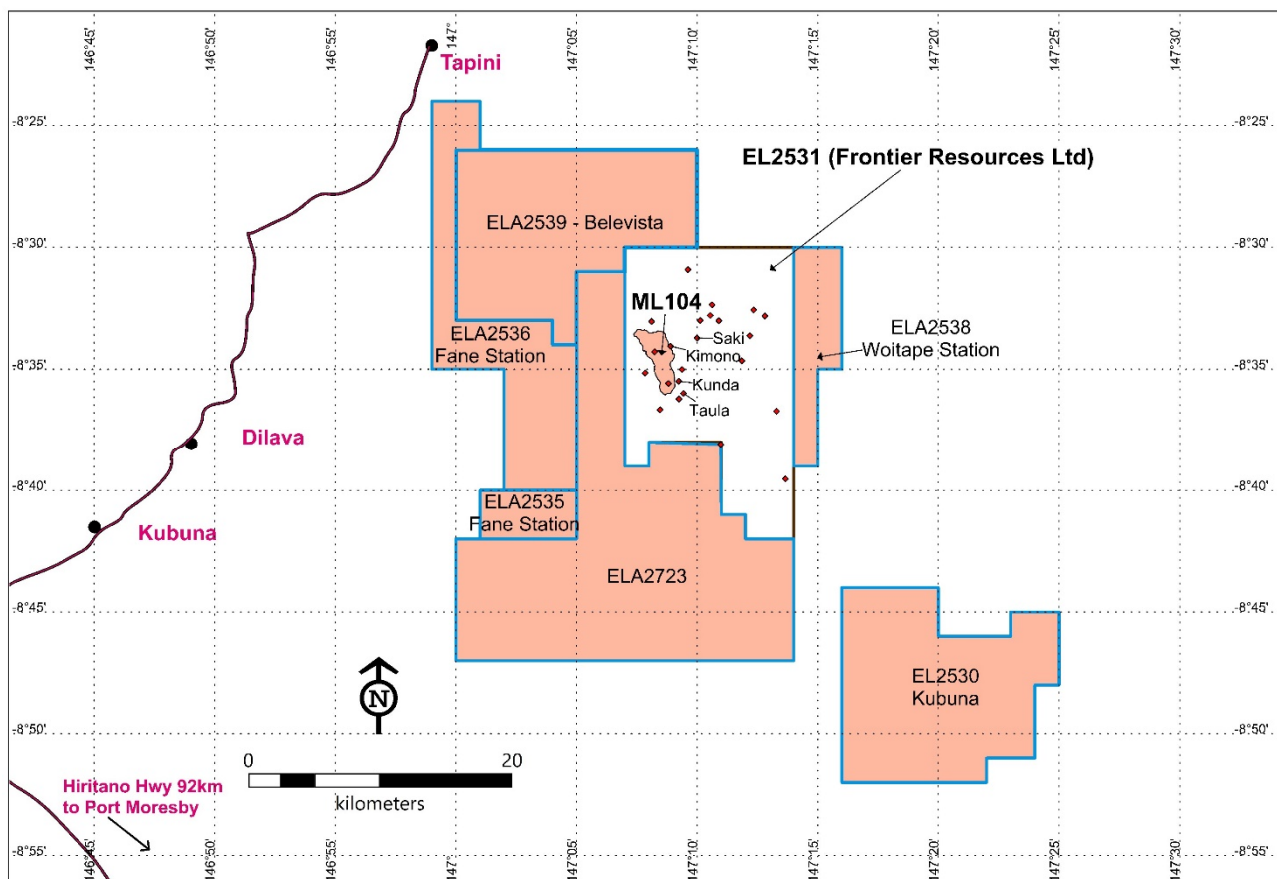 146°45'
146°50'
146°55'
147°
147°05'
147°10'
147°15'
147°20'
147°25'
147°30'
Tapini
-8°25'
-8°25'
EL2531 (Frontier Resources Ltd)
ELA2539 - Belevista
-8°30'
-8°30'
ML104
ELA2536
Fane Station
Saki
Kimono
ELA2538
Woitape Station
-8°35'
-8°35'
Kunda
Taula
Dilava
-8°40'
-8°40'
ELA2535
Fane Station
Kubuna
ELA2723
-8°45'
-8°45'
EL2530
Kubuna
N
-8°50'
-8°50'
0
20
kilometers
Hiritano Hwy 92km
to Port Moresby
-8°55'
-8°55'
146°45'
146°50'
146°55'
147°
147°05'
147°10'
147°15'
147°20'
147°25'
147°30'